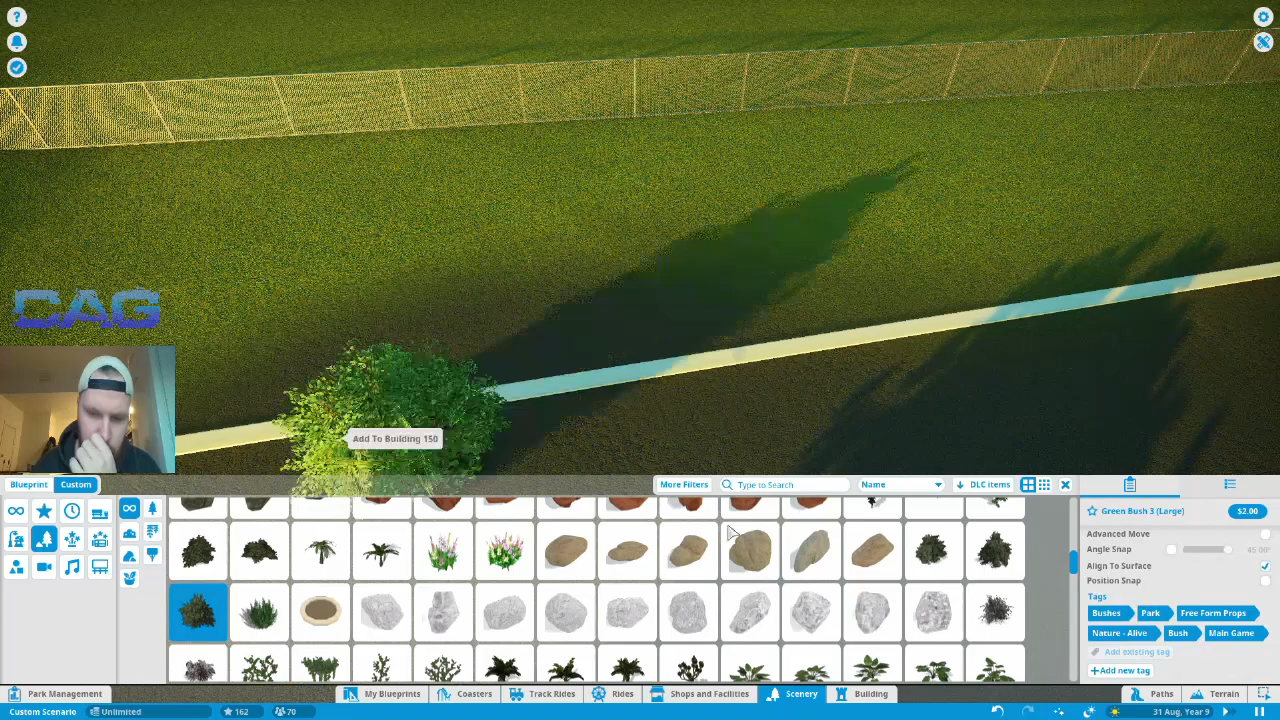 ?
CAG
Add To Building 150
Blueprint
Custom
More Filters
Type to Search
Name
DLC items
Green Bush 3 (Large)
$2.00
Advanced Move
Angle Snap
45.00°
Align To Surface
Position Snap
Tags
Bushes
Park
Free Form Props
Nature - Alive
Bush
Main Game
Add existing tag
+Add new tag
Park Management
My Blueprints
Coasters
Track Rides
Rides
Shops and Facilities
Scenery
Building
Paths
Terrain
Custom Scenario
Unlimited
162
70
31 Aug, Year 9